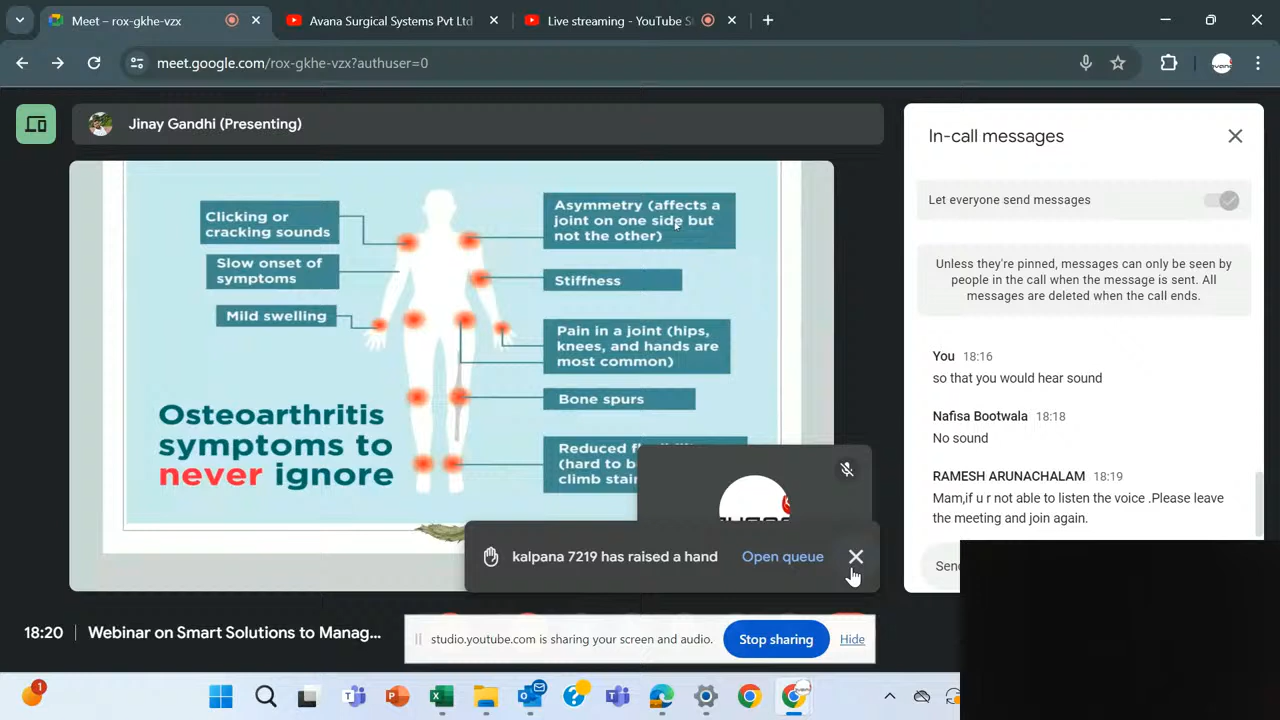 Meet – rox-gkhe-vzx
Avana Surgical Systems Pvt Ltd
Live streaming - YouTube S
meet.google.com/rox-gkhe-vzx?authuser=0
Jinay Gandhi (Presenting)
Clicking or
cracking sounds
Slow onset of
symptoms
Mild swelling
Asymmetry (affects a
joint on one side but
not the other)
Stiffness
Pain in a joint (hips,
knees, and hands are
most common)
Bone spurs
Reduced
(hard to b
climb stai
Osteoarthritis
symptoms to
never ignore
kalpana 7219 has raised a hand
Open queue
In-call messages
Let everyone send messages
Unless they're pinned, messages can only be seen by
people in the call when the message is sent. All
messages are deleted when the call ends.
You 18:16
so that you would hear sound
Nafisa Bootwala 18:18
No sound
RAMESH ARUNACHALAM 18:19
Mam,if u r not able to listen the voice .Please leave
the meeting and join again.
Sen
18:20 | Webinar on Smart Solutions to Manag...
studio.youtube.com is sharing your screen and audio.
Stop sharing
Hide
1